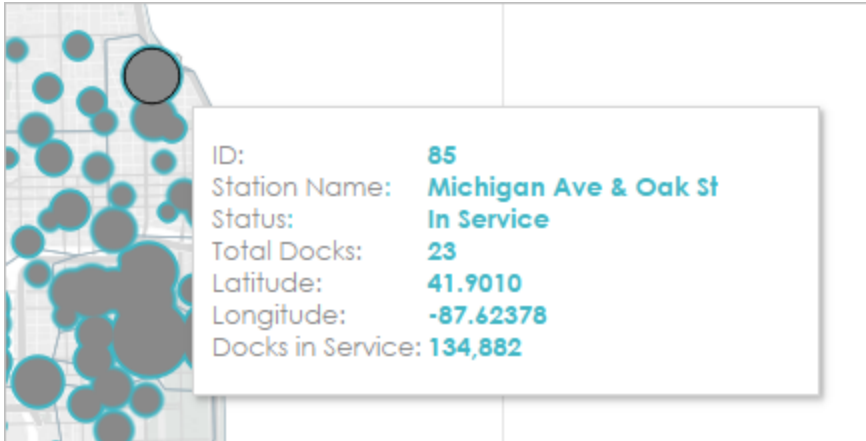 ID: 85
Station Name: Michigan Ave & Oak St
Status: In Service
Total Docks: 23
Latitude: 41.9010
Longitude: -87.62378
Docks in Service: 134,882